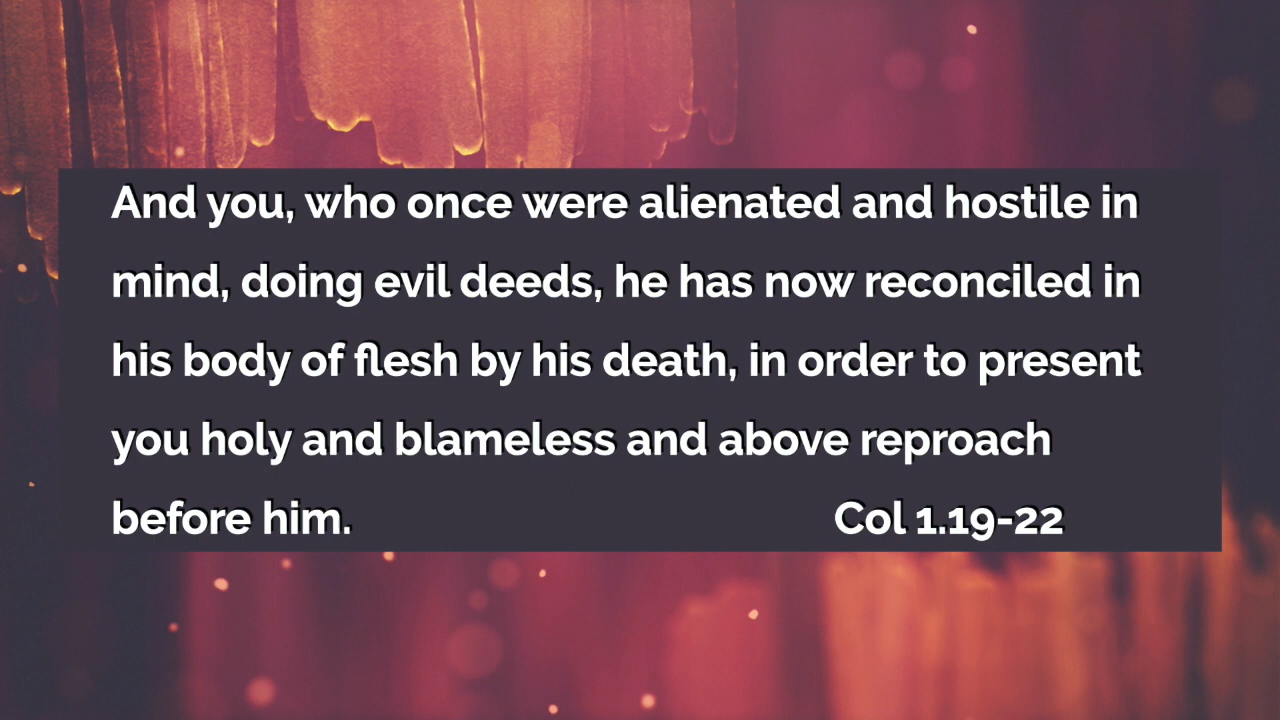 And you, who once were alienated and hostile in
mind, doing evil deeds, he has now reconciled in
his body of flesh by his death, in order to present
you holy and blameless and above reproach
before him. Col 1.19-22